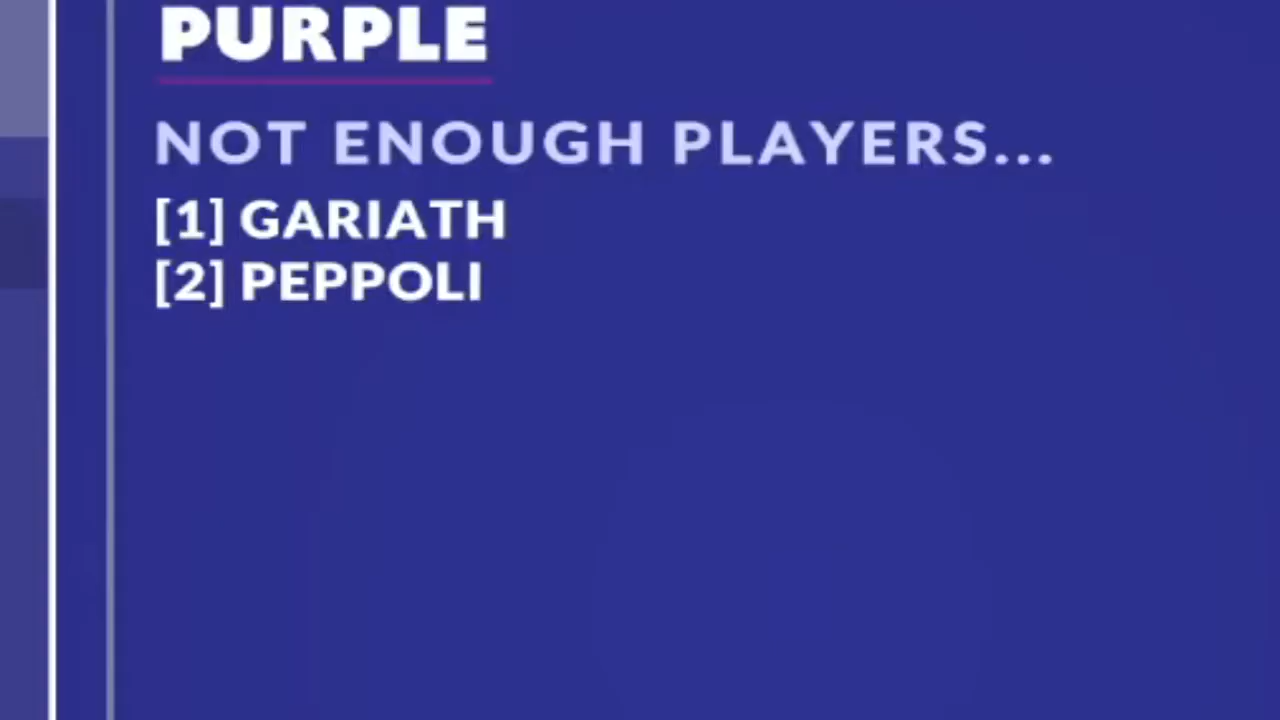 PURPLE
NOT ENOUGH PLAYERS...
[1] GARIATH
[2] PEPPOLI